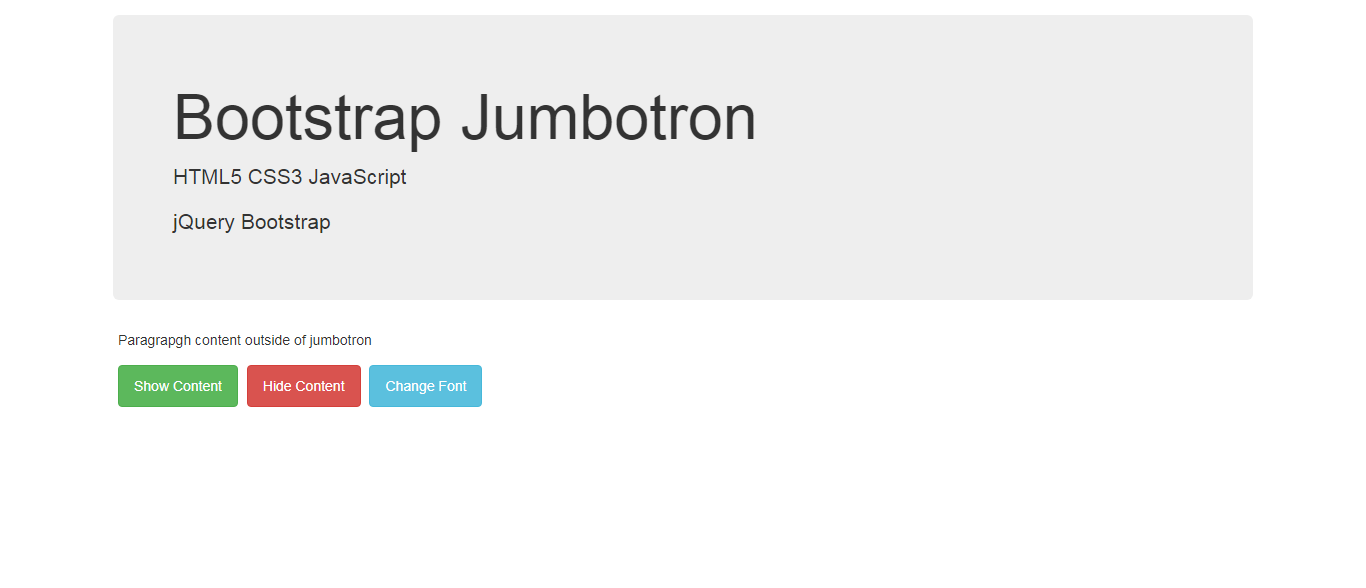 Bootstrap Jumbotron
HTML5 CSS3 JavaScript
jQuery Bootstrap
Paragrapgh content outside of jumbotron
Show Content Hide Content Change Font